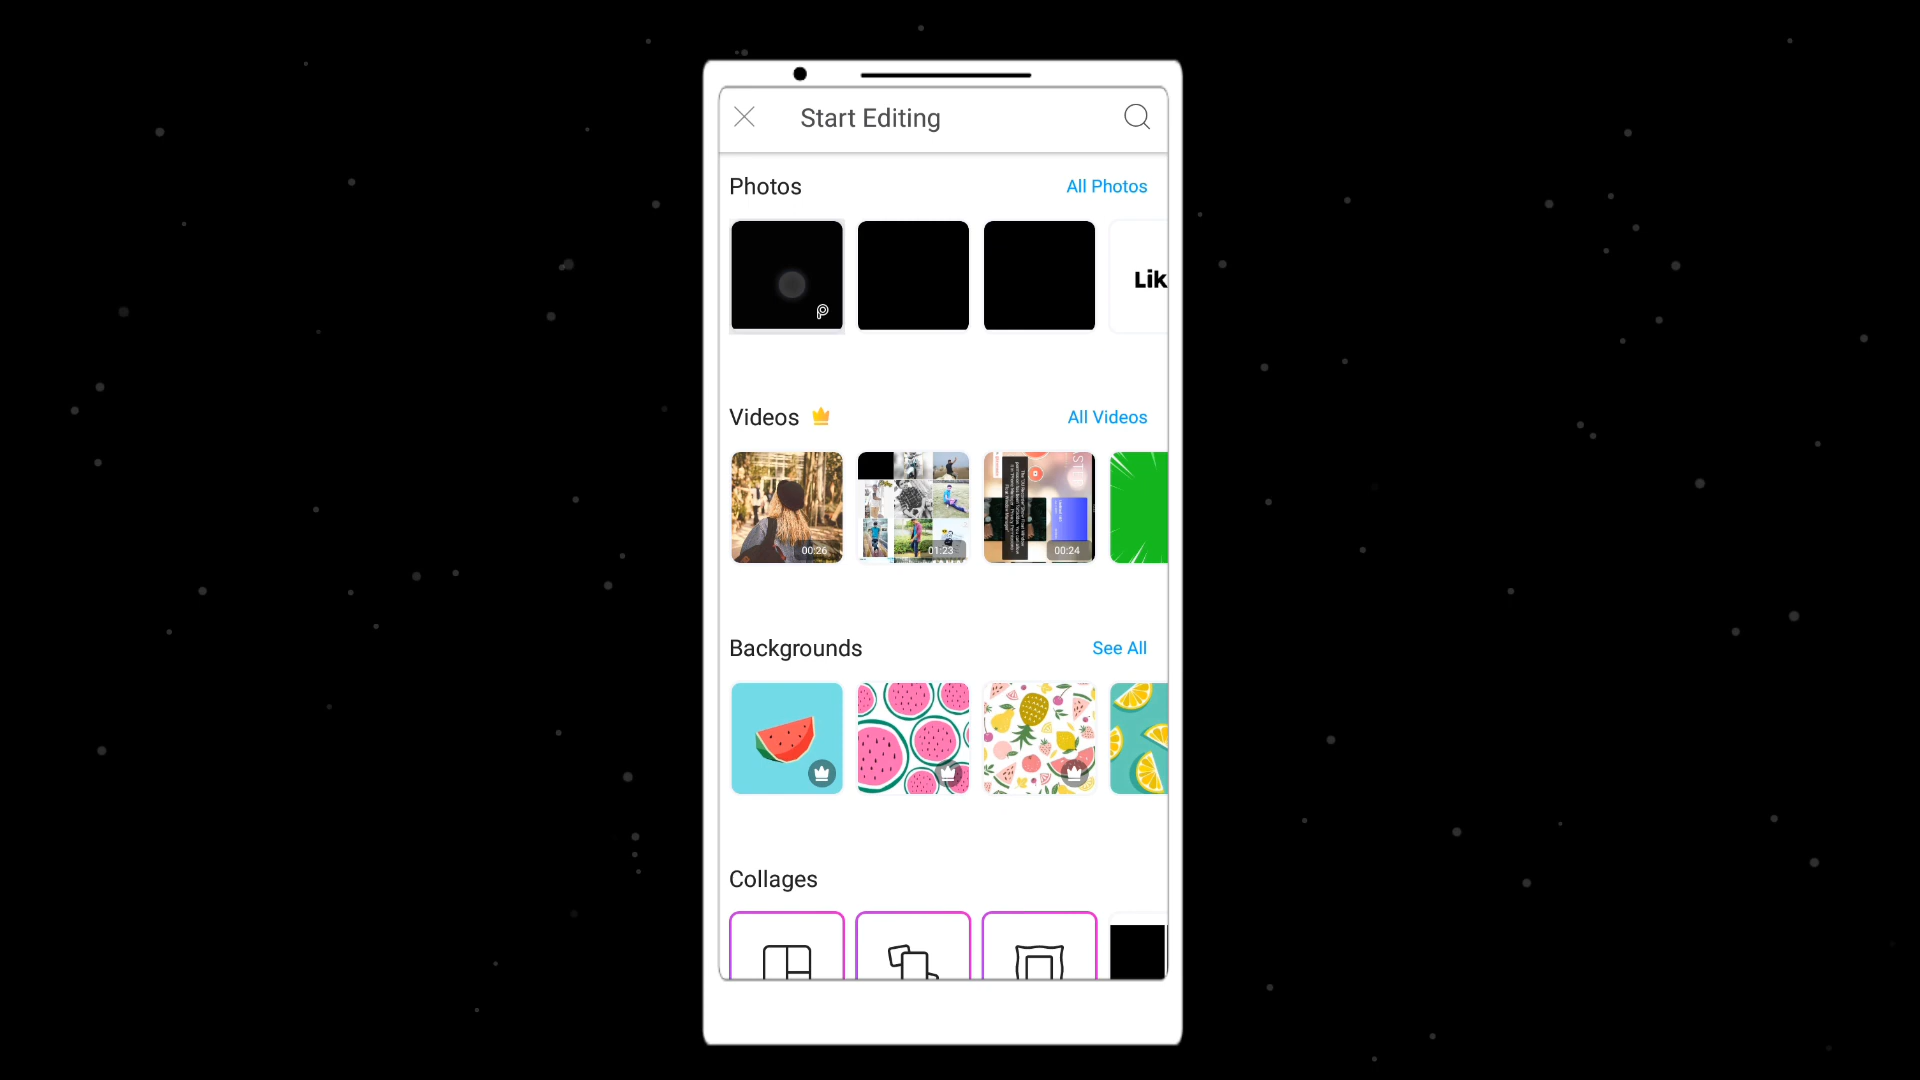 Start Editing
Photos
All Photos
Lik
Videos
All Videos
00:26
01:23
00:24
Backgrounds
See All
Collages